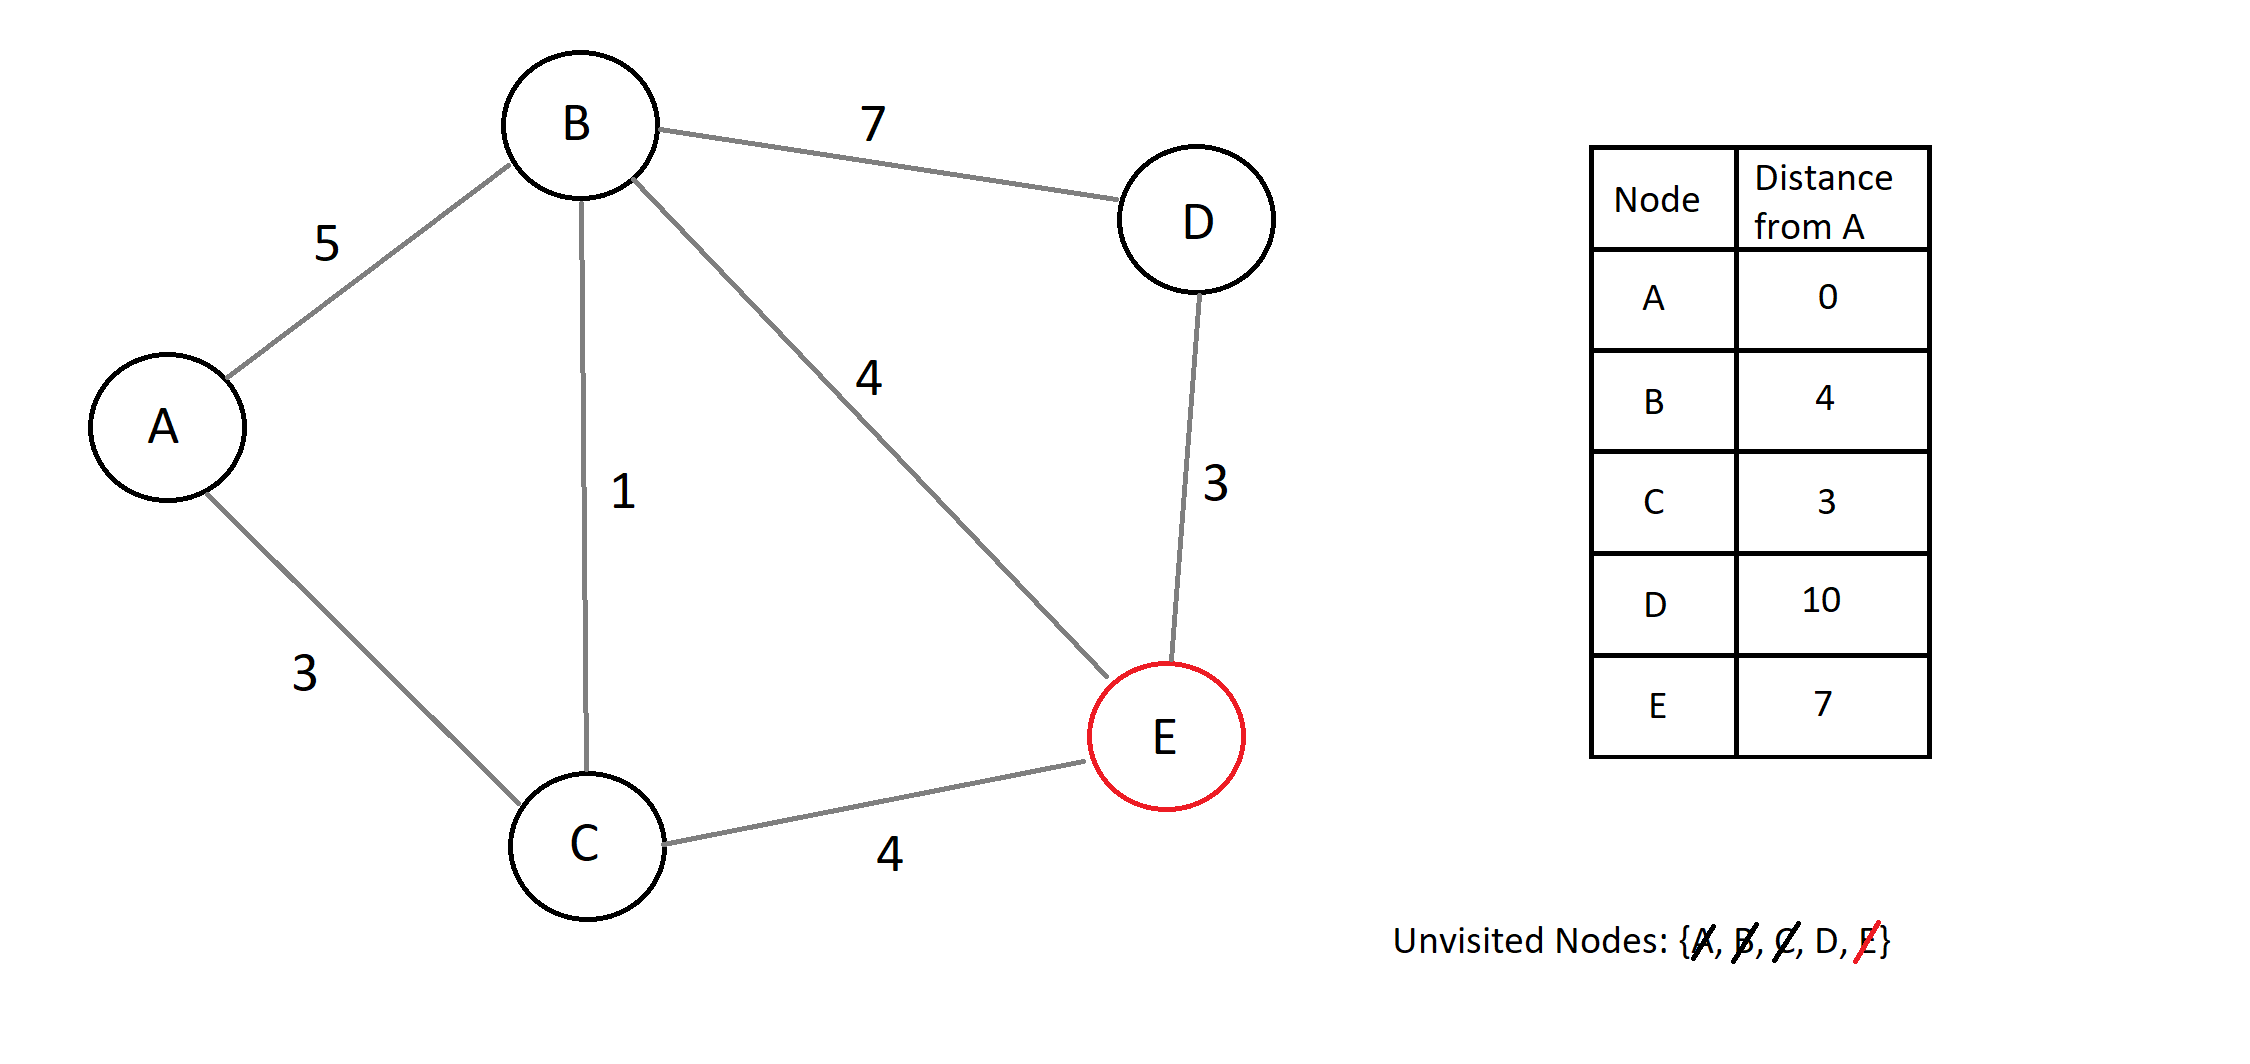 B
7
D
5
4
A
1
3
3
E
C
4
Node
Distance
from A
A
0
B
4
C
3
D
10
E
7
Unvisited Nodes: {A, B, C, D, E}